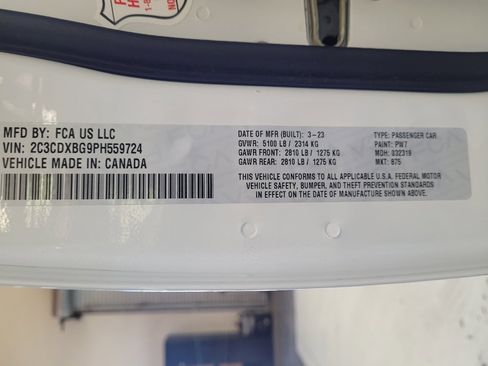 MFD BY: FCA US LLC
VIN: 2C3CDXBG9PH559724
VEHICLE MADE IN: CANADA
DATE OF MFR (BUILT): 3-23
GVWR: 5100 LB / 2314 KG
GAWR FRONT: 2810 LB / 1275 KG
GAWR REAR: 2810 LB / 1275 KG
TYPE: PASSENGER CAR
PAINT: PW7
MDH: 032319
MKT: 875
THIS VEHICLE CONFORMS TO ALL APPLICABLE U.S.A. FEDERAL MOTOR
VEHICLE SAFETY, BUMPER, AND THEFT PREVENTION STANDARDS
IN EFFECT ON THE DATE OF MANUFACTURE SHOWN ABOVE.